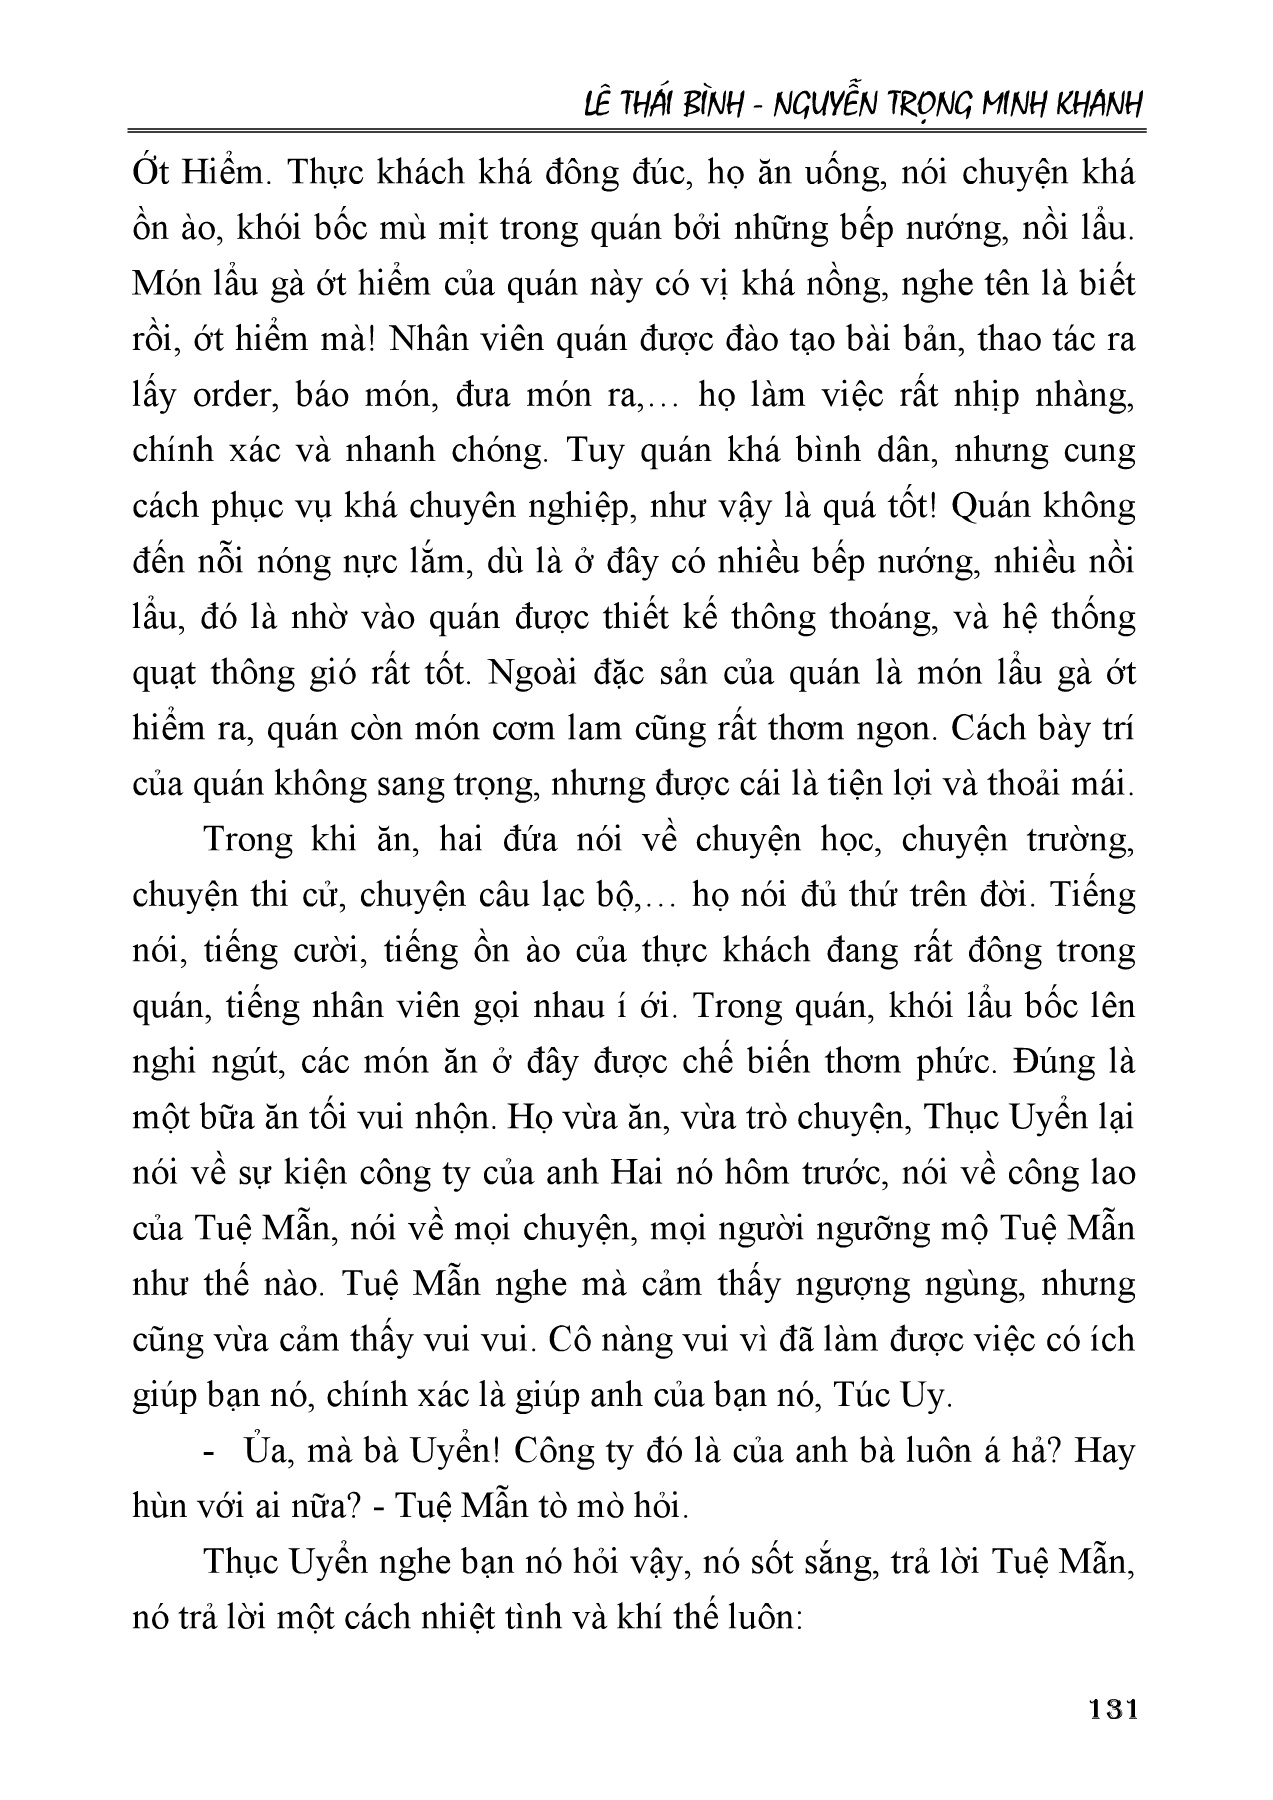 LÊ THÁI BÌNH - NGUYỄN TRỌNG MINH KHANH
Ớt Hiểm. Thực khách khá đông đúc, họ ăn uống, nói chuyện khá
ồn ào, khói bốc mù mịt trong quán bởi những bếp nướng, nồi lẩu.
Món lẩu gà ớt hiểm của quán này có vị khá nồng, nghe tên là biết
rồi, ớt hiểm mà! Nhân viên quán được đào tạo bài bản, thao tác ra
lấy order, báo món, đưa món ra,… họ làm việc rất nhịp nhàng,
chính xác và nhanh chóng. Tuy quán khá bình dân, nhưng cung
cách phục vụ khá chuyên nghiệp, như vậy là quá tốt! Quán không
đến nỗi nóng nực lắm, dù là ở đây có nhiều bếp nướng, nhiều nồi
lẩu, đó là nhờ vào quán được thiết kế thông thoáng, và hệ thống
quạt thông gió rất tốt. Ngoài đặc sản của quán là món lẩu gà ớt
hiểm ra, quán còn món cơm lam cũng rất thơm ngon. Cách bày trí
của quán không sang trọng, nhưng được cái là tiện lợi và thoải mái.
Trong khi ăn, hai đứa nói về chuyện học, chuyện trường,
chuyện thi cử, chuyện câu lạc bộ,… họ nói đủ thứ trên đời. Tiếng
nói, tiếng cười, tiếng ồn ào của thực khách đang rất đông trong
quán, tiếng nhân viên gọi nhau í ới. Trong quán, khói lẩu bốc lên
nghi ngút, các món ăn ở đây được chế biến thơm phức. Đúng là
một bữa ăn tối vui nhộn. Họ vừa ăn, vừa trò chuyện, Thục Uyển lại
nói về sự kiện công ty của anh Hai nó hôm trước, nói về công lao
của Tuệ Mẫn, nói về mọi chuyện, mọi người ngưỡng mộ Tuệ Mẫn
như thế nào. Tuệ Mẫn nghe mà cảm thấy ngượng ngùng, nhưng
cũng vừa cảm thấy vui vui. Cô nàng vui vì đã làm được việc có ích
giúp bạn nó, chính xác là giúp anh của bạn nó, Túc Uy.
- Ủa, mà bà Uyển! Công ty đó là của anh bà luôn á hả? Hay
hùn với ai nữa? - Tuệ Mẫn tò mò hỏi.
Thục Uyển nghe bạn nó hỏi vậy, nó sốt sắng, trả lời Tuệ Mẫn,
nó trả lời một cách nhiệt tình và khí thế luôn:
131